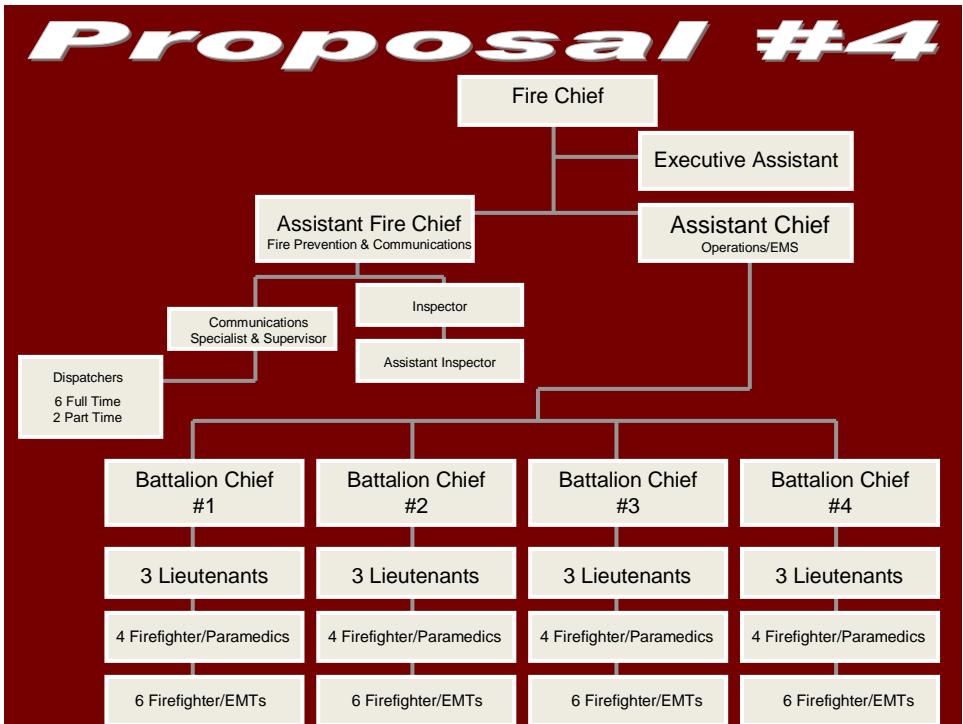 Proposal #4
Fire Chief
Executive Assistant
Assistant Fire Chief
Fire Prevention & Communications
Assistant Chief
Operations/EMS
Communications
Specialist & Supervisor
Inspector
Assistant Inspector
Dispatchers
6 Full Time
2 Part Time
Battalion Chief
#1
Battalion Chief
#2
Battalion Chief
#3
Battalion Chief
#4
3 Lieutenants
3 Lieutenants
3 Lieutenants
3 Lieutenants
4 Firefighter/Paramedics
4 Firefighter/Paramedics
4 Firefighter/Paramedics
4 Firefighter/Paramedics
6 Firefighter/EMTs
6 Firefighter/EMTs
6 Firefighter/EMTs
6 Firefighter/EMTs